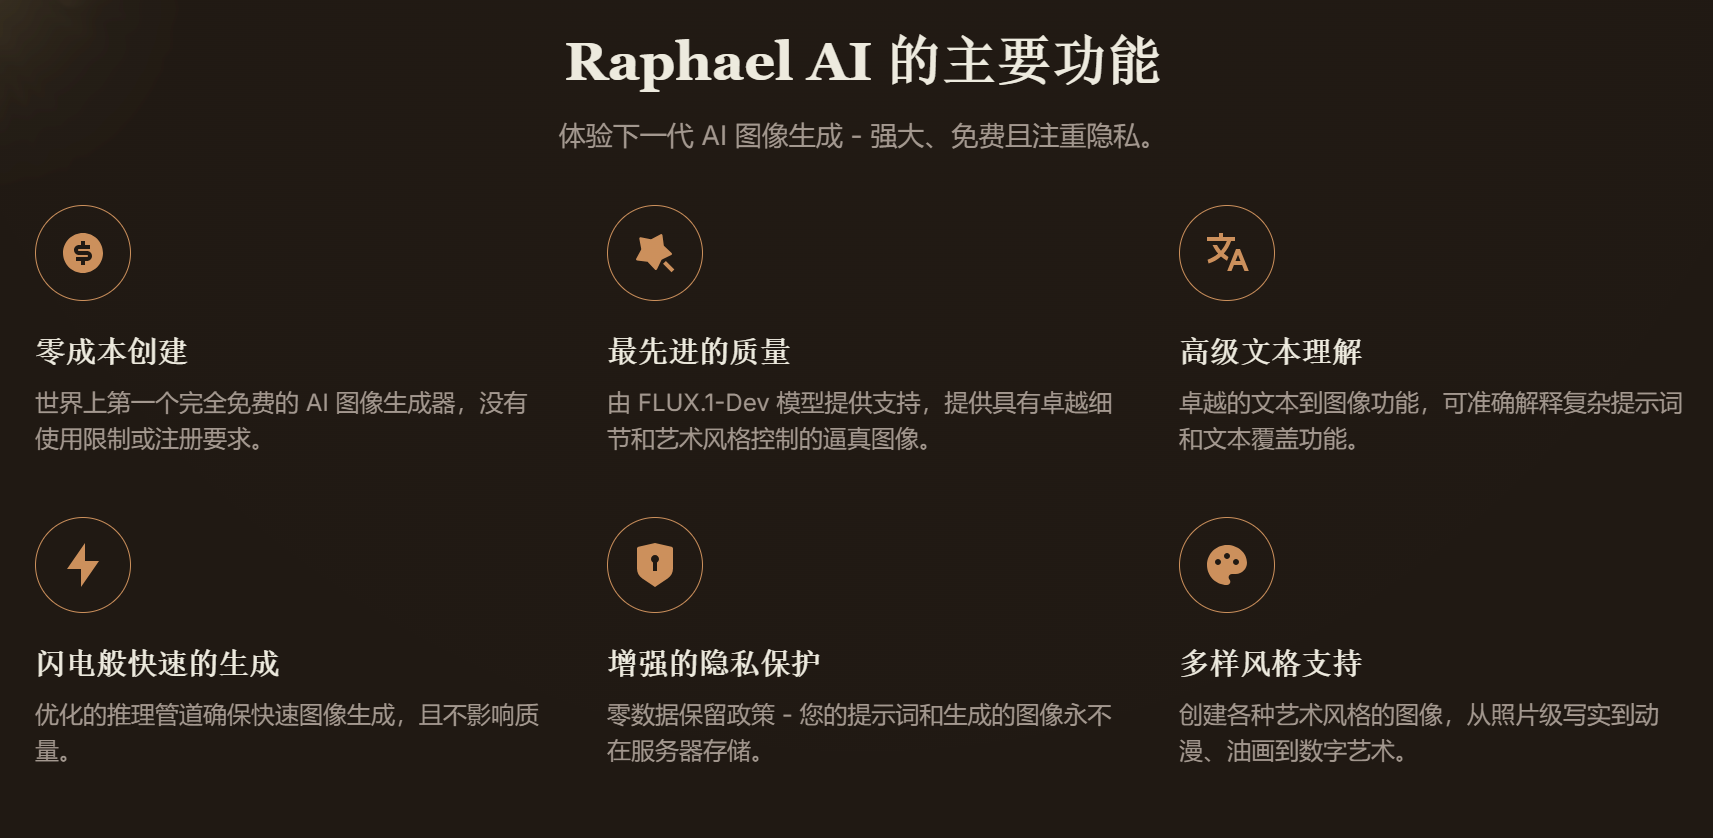 Raphael AI 的主要功能
体验下一代 AI 图像生成 - 强大、免费且注重隐私。
零成本创建
世界上第一个完全免费的 AI 图像生成器，没有
使用限制或注册要求。
最先进的质量
由 FLUX.1-Dev 模型提供支持，提供具有卓越细
节和艺术风格控制的逼真图像。
高级文本理解
卓越的文本到图像功能，可准确解释复杂提示词
和文本覆盖功能。
闪电般快速的生成
优化的推理管道确保快速图像生成，且不影响质
量。
增强的隐私保护
零数据保留政策 - 您的提示词和生成的图像永不
在服务器存储。
多样风格支持
创建各种艺术风格的图像，从照片级写实到动
漫、油画到数字艺术。